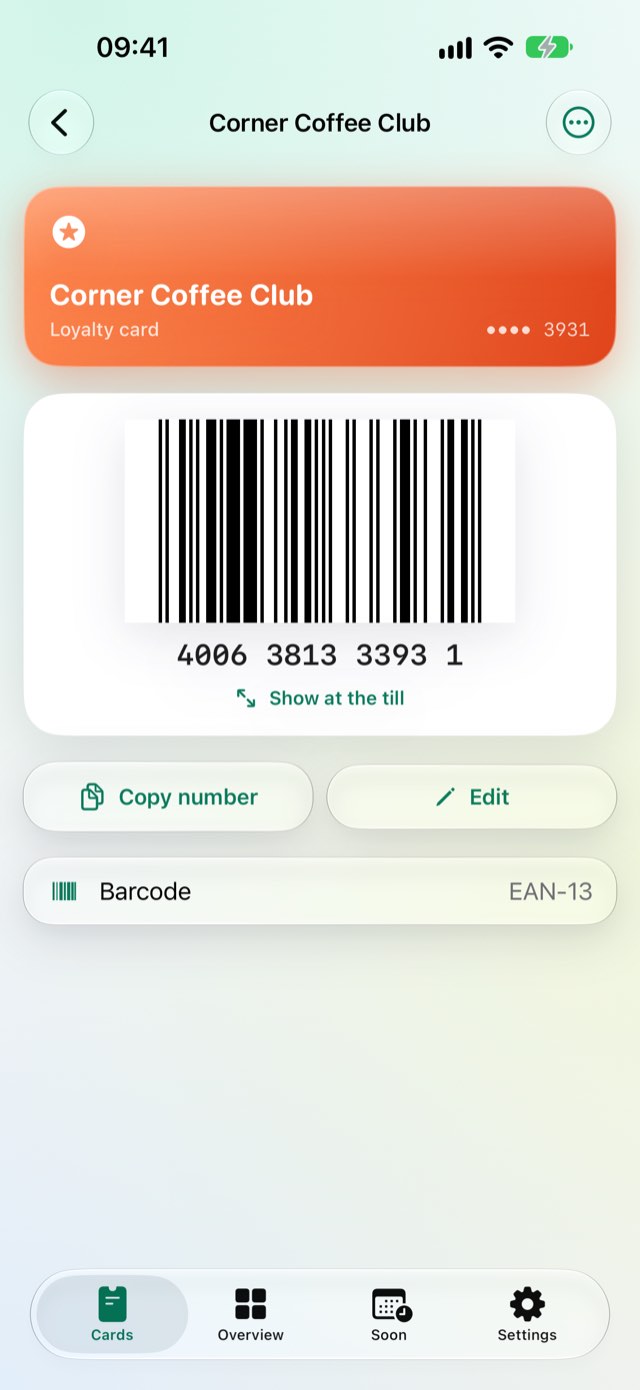 09:41
Corner Coffee Club
Corner Coffee Club
Loyalty card
•••• 3931
4006 3813 3393 1
Show at the till
Copy number
Edit
Barcode
EAN-13
Cards
Overview
Soon
Settings